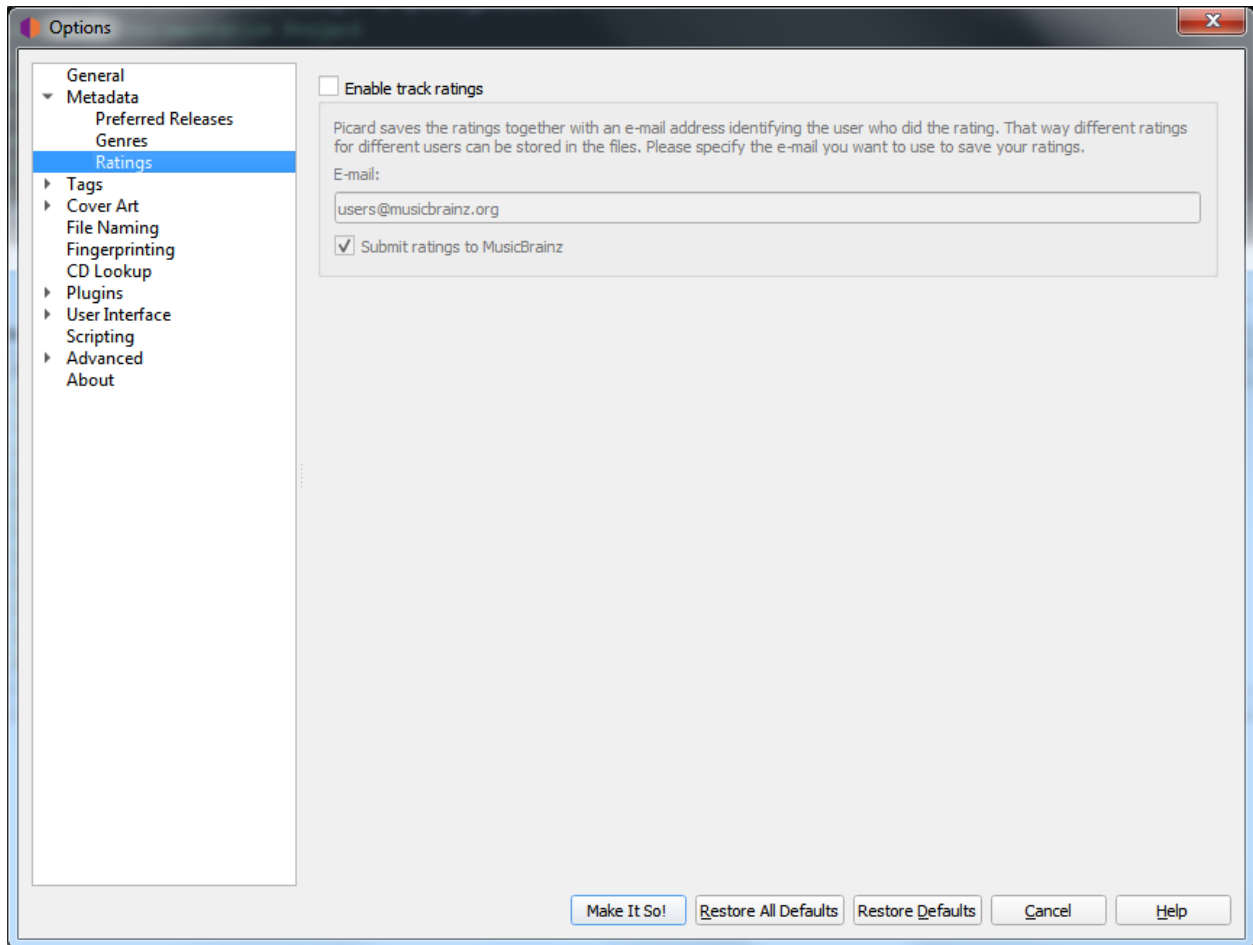 Options
General
Metadata
Preferred Releases
Genres
Ratings
Tags
Cover Art
File Naming
Fingerprinting
CD Lookup
Plugins
User Interface
Scripting
Advanced
About
Enable track ratings
Picard saves the ratings together with an e-mail address identifying the user who did the rating. That way different ratings
for different users can be stored in the files. Please specify the e-mail you want to use to save your ratings.
E-mail:
users@musicbrainz.org
Submit ratings to MusicBrainz
Make It So!
Restore All Defaults
Restore Defaults
Cancel
Help